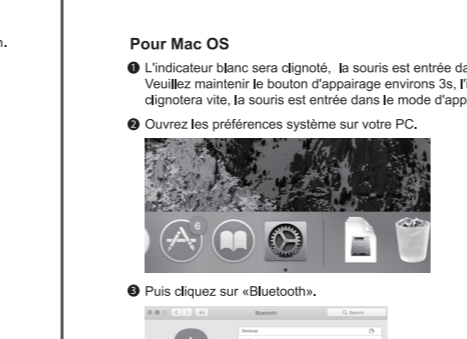 n.
Pour Mac OS
❶ L'indicateur blanc sera clignoté, la souris est entrée da
Veuillez maintenir le bouton d'appairage environs 3s, l'i
clignotera vite, la souris est entrée dans le mode d'app
❷ Ouvrez les préférences système sur votre PC.
6
❸ Puis cliquez sur «Bluetooth».
Bluetooth
Search
Devices